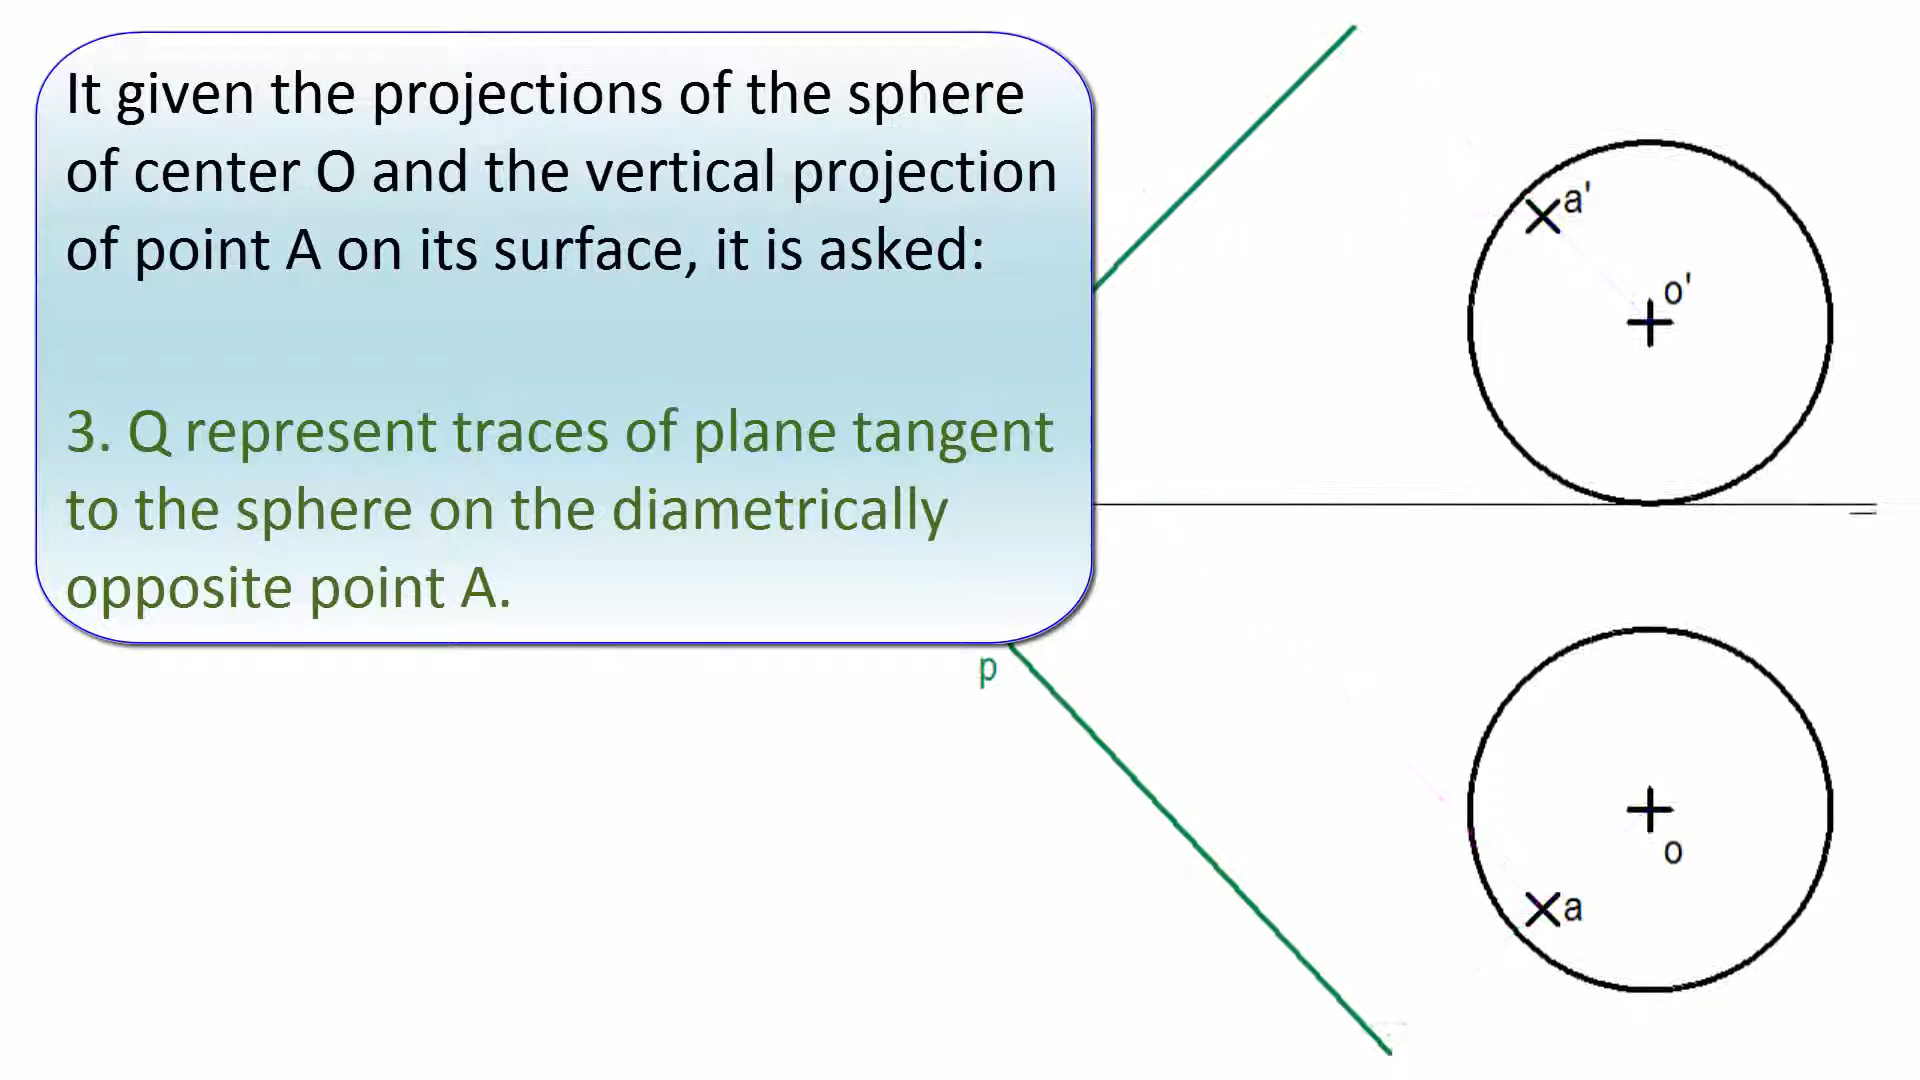 It given the projections of the sphere
of center O and the vertical projection
of point A on its surface, it is asked:
3. Q represent traces of plane tangent
to the sphere on the diametrically
opposite point A.
a'
o'
p
o
a